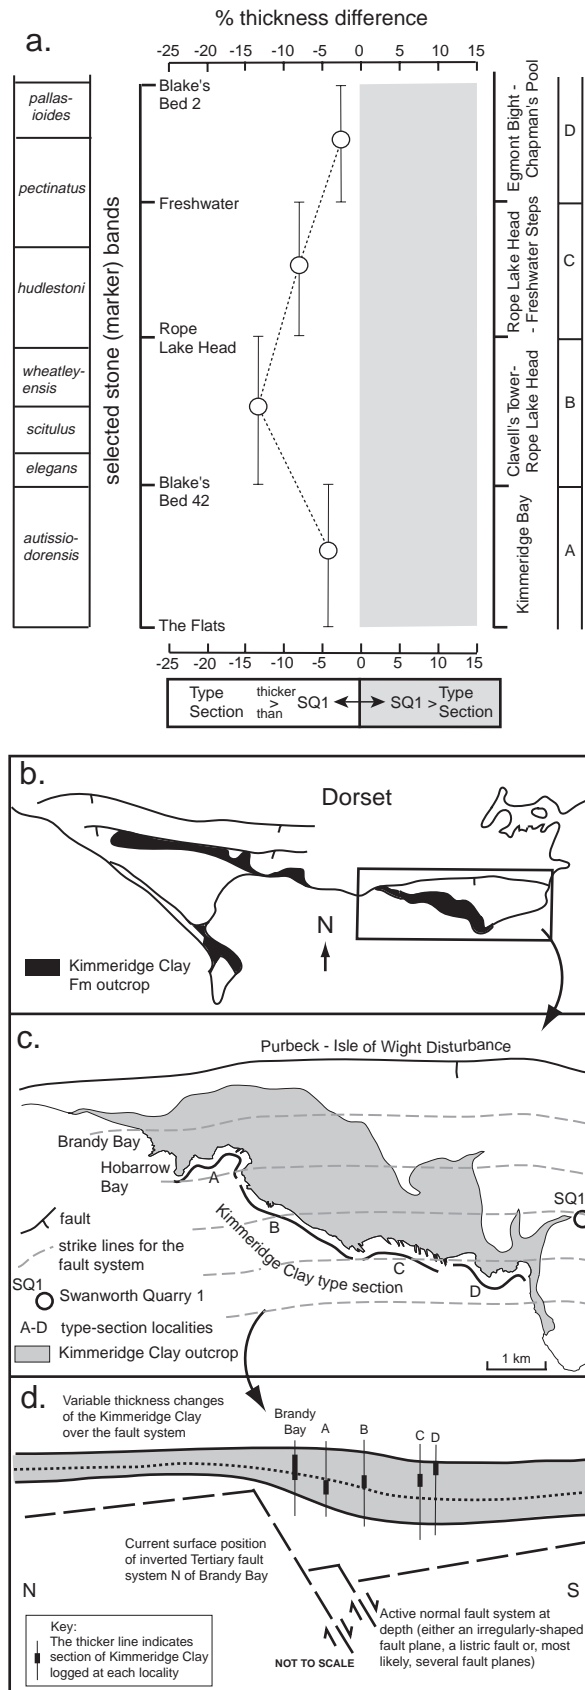 % thickness difference
a.
-25 -20 -15 -10 -5 0 5 10 15
pallas-
ioides
pectinatus
hudlestoni
wheatley-
ensis
scitulus
elegans
autissio-
dorensis
selected stone (marker) bands
Blake's
Bed 2
Freshwater
Rope
Lake Head
Blake's
Bed 42
The Flats
Egmont Bight -
Chapman's Pool
Rope Lake Head
- Freshwater Steps
Clavell's Tower-
Rope Lake Head
Kimmeridge Bay
D
C
B
A
-25 -20 -15 -10 -5 0 5 10 15
Type
Section
thicker
>
than
SQ1
SQ1 >
Type
Section
b.
Dorset
N
Kimmeridge Clay
Fm outcrop
c.
Purbeck - Isle of Wight Disturbance
Brandy Bay
Hobarrow
Bay
A
B
C
D
SQ1
Kimmeridge Clay type section
fault
strike lines for the
fault system
SQ1
Swanworth Quarry 1
A-D type-section localities
Kimmeridge Clay outcrop
1 km
d.
Variable thickness changes
of the Kimmeridge Clay
over the fault system
Brandy
Bay
A
B
C
D
Current surface position
of inverted Tertiary fault
system N of Brandy Bay
N
S
Key:
The thicker line indicates
section of Kimmeridge Clay
logged at each locality
NOT TO SCALE
Active normal fault system at
depth (either an irregularly-shaped
fault plane, a listric fault or, most
likely, several fault planes)